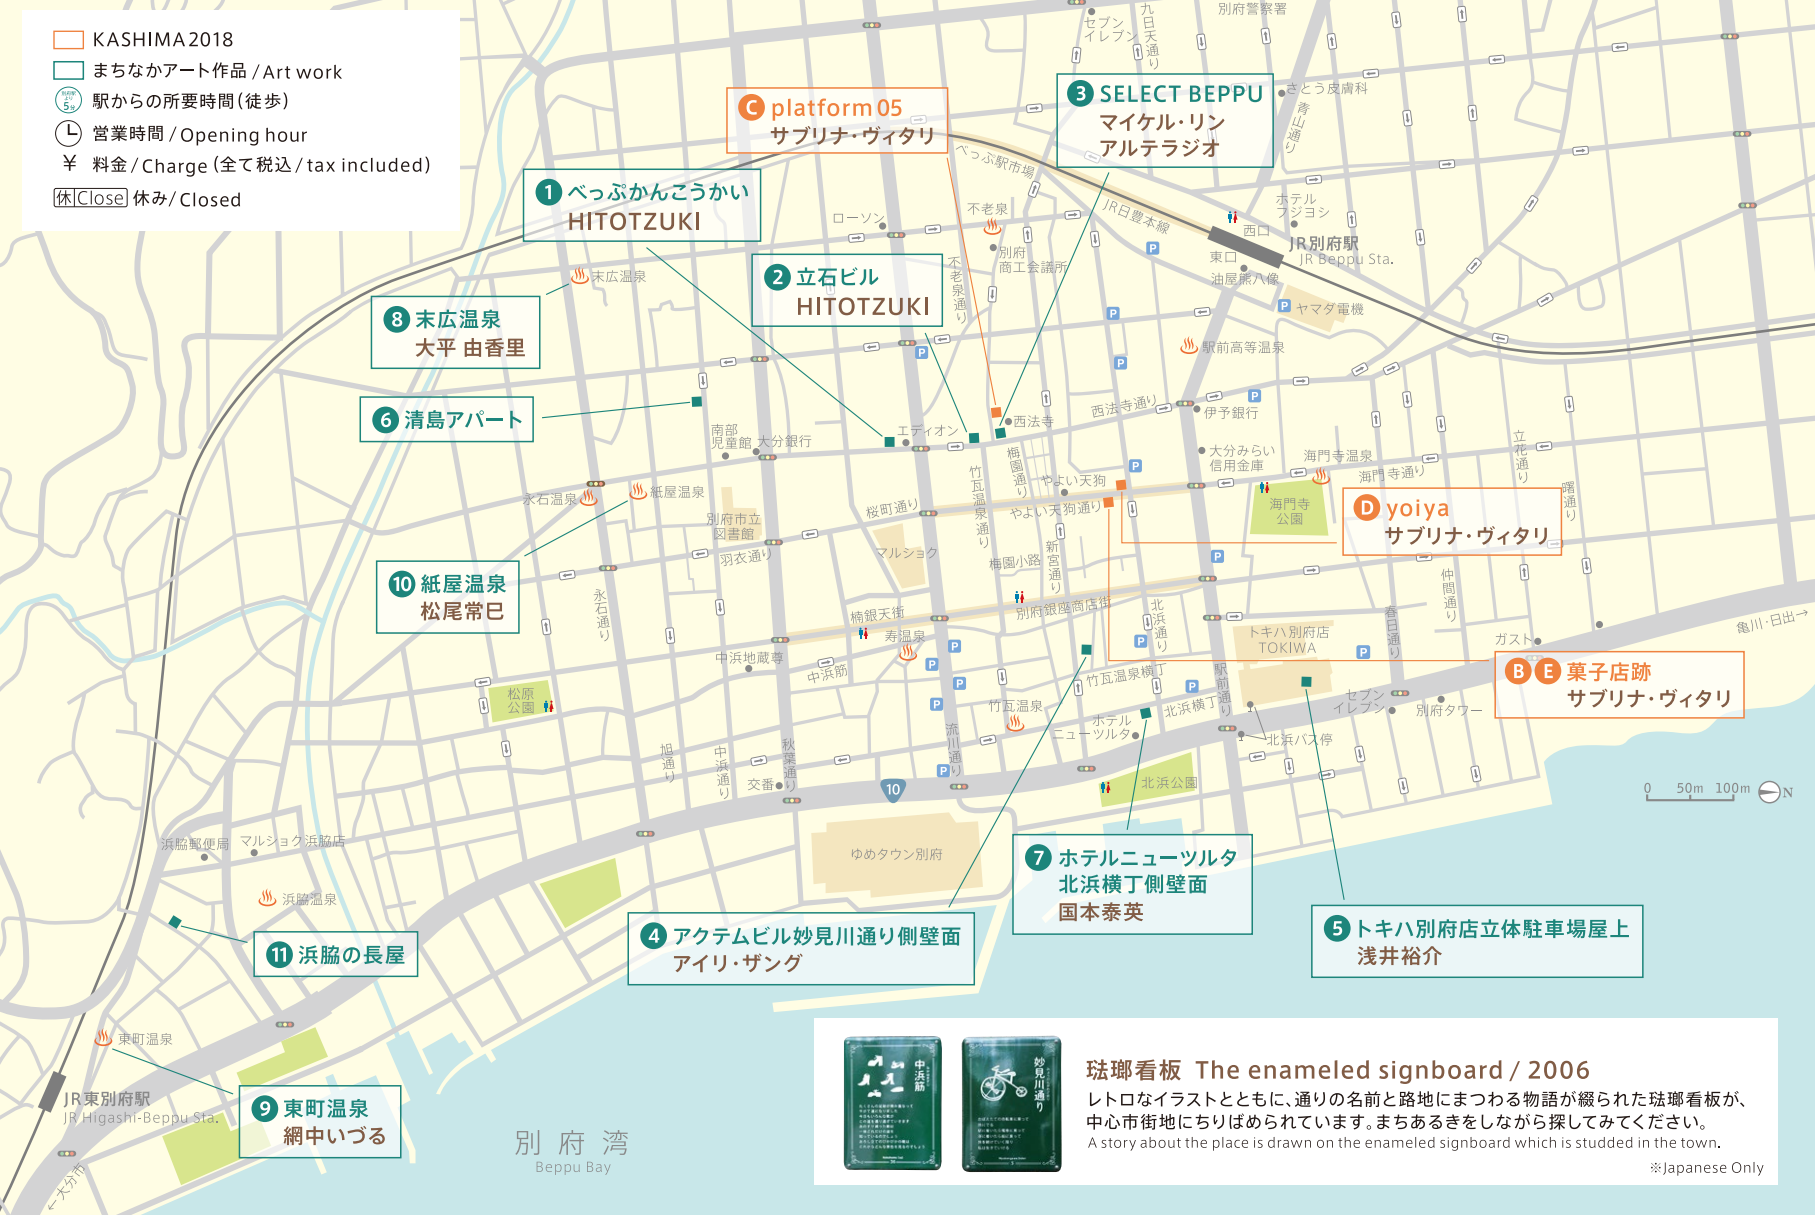 KASHIMA2018
まちなかアート作品 / Art work
別府駅より5分 駅からの所要時間(徒歩)
営業時間 / Opening hour
¥ 料金 / Charge (全て税込 / tax included)
休 Close 休み / Closed
セブン
イレブン
九日天通り
別府警察署
さとう皮膚科
青山通り
C platform 05
サブリナ・ヴィタリ
3 SELECT BEPPU
マイケル・リン
アルテラジオ
べっぷ駅市場
JR日豊本線
1 べっぷかんこうかい
HITOTZUKI
ローソン
不老泉
別府
商工会議所
ホテル
フジヨシ
西口
JR別府駅
JR Beppu Sta.
東口
油屋熊八像
ヤマダ電機
2 立石ビル
HITOTZUKI
不老泉通り
末広温泉
8 末広温泉
大平 由香里
駅前高等温泉
6 清島アパート
南部
児童館
大分銀行
エディオン
西法寺
西法寺通り
伊予銀行
大分みらい
信用金庫
海門寺温泉
海門寺通り
立花通り
曙通り
永石温泉
紙屋温泉
別府市立
図書館
羽衣通り
桜町通り
竹瓦温泉通り
梅園通り
やよい天狗
やよい天狗通り
海門寺
公園
D yoiya
サブリナ・ヴィタリ
マルショク
梅園小路
新宮通り
10 紙屋温泉
松尾常巳
永石通り
楠銀天街
寿温泉
別府銀座商店街
北浜通り
トキハ別府店
TOKIWA
春日通り
仲間通り
ガスト
亀川・日出→
中浜地蔵尊
中浜筋
竹瓦温泉横丁
駅前通り
B E 菓子店跡
サブリナ・ヴィタリ
松原
公園
竹瓦温泉
ホテル
ニューツルタ
北浜横丁
セブン
イレブン
別府タワー
北浜バス停
旭通り
中浜通り
秋葉通り
流川通り
交番
10
北浜公園
0 50m 100m N
浜脇郵便局
マルショク浜脇店
ゆめタウン別府
浜脇温泉
7 ホテルニューツルタ
北浜横丁側壁面
国本泰英
4 アクテムビル妙見川通り側壁面
アイリ・ザング
5 トキハ別府店立体駐車場屋上
浅井裕介
11 浜脇の長屋
東町温泉
JR東別府駅
JR Higashi-Beppu Sta.
9 東町温泉
網中いづる
←大分市
別府湾
Beppu Bay
中浜筋
妙見川通り
琺瑯看板 The enameled signboard / 2006
レトロなイラストとともに、通りの名前と路地にまつわる物語が綴られた琺瑯看板が、
中心市街地にちりばめられています。まちあるきをしながら探してみてください。
A story about the place is drawn on the enameled signboard which is studded in the town.
※Japanese Only